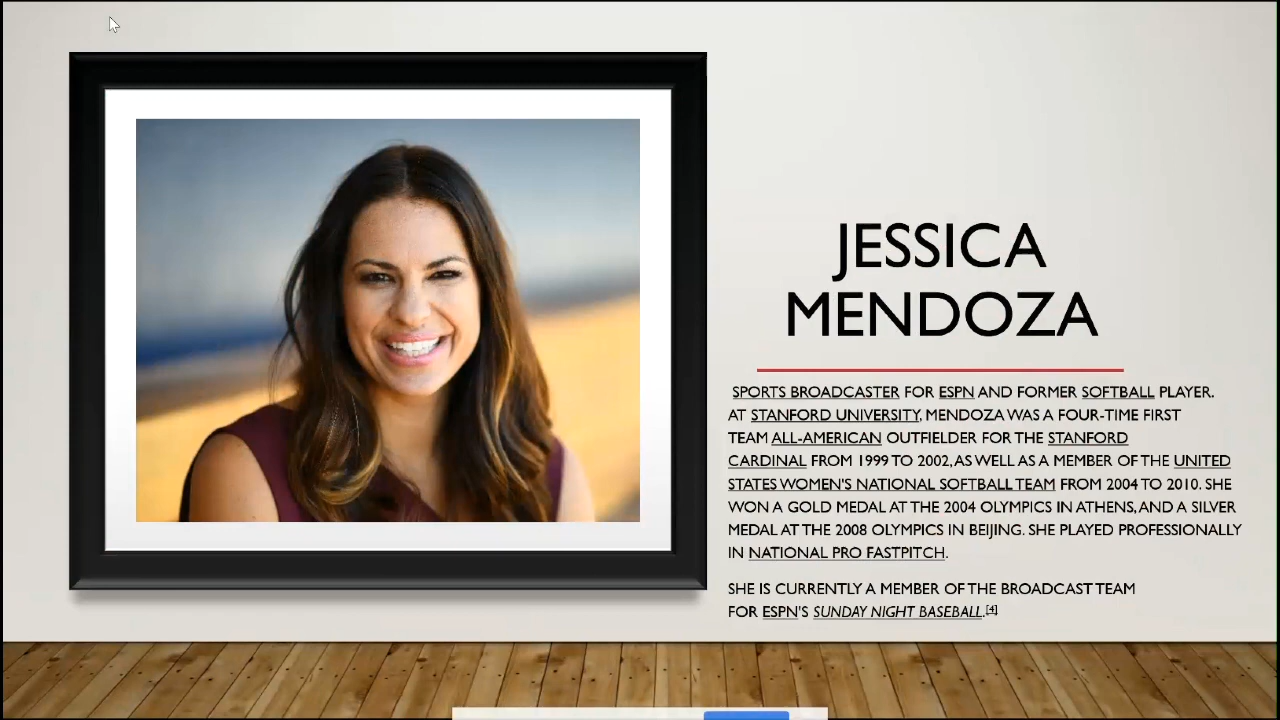 JESSICA
MENDOZA
SPORTS BROADCASTER FOR ESPN AND FORMER SOFTBALL PLAYER.
AT STANFORD UNIVERSITY, MENDOZA WAS A FOUR-TIME FIRST
TEAM ALL-AMERICAN OUTFIELDER FOR THE STANFORD
CARDINAL FROM 1999 TO 2002, AS WELL AS A MEMBER OF THE UNITED
STATES WOMEN'S NATIONAL SOFTBALL TEAM FROM 2004 TO 2010. SHE
WON A GOLD MEDAL AT THE 2004 OLYMPICS IN ATHENS, AND A SILVER
MEDAL AT THE 2008 OLYMPICS IN BEIJING. SHE PLAYED PROFESSIONALLY
IN NATIONAL PRO FASTPITCH.
SHE IS CURRENTLY A MEMBER OF THE BROADCAST TEAM
FOR ESPN'S SUNDAY NIGHT BASEBALL.[4]